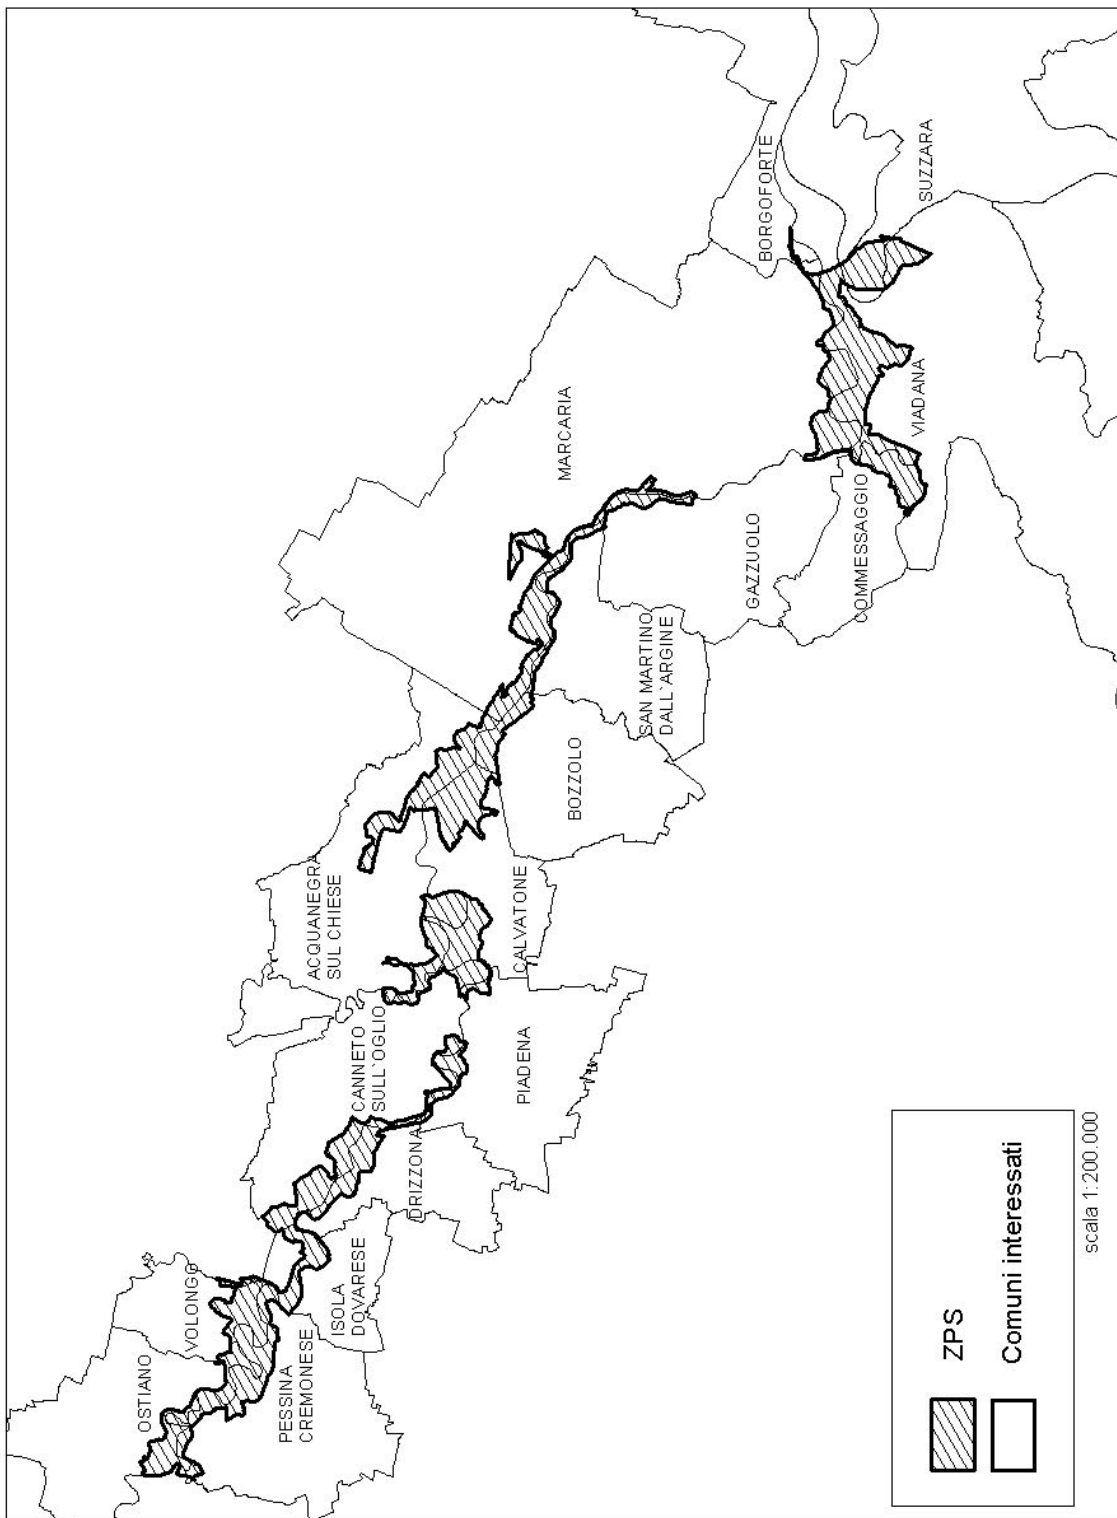 OSTIANO
VOLONGO
PESSINA
CREMONESE
ISOLA
DOVARESE
DRIZZONA
CANNETO
SULL'OGLIO
PIADENA
ACQUANEGRA
SUL CHIESE
CALVATONE
BOZZOLO
SAN MARTINO
DALL'ARGINE
MARCARIA
GAZZUOLO
COMMESSAGGIO
VIADANA
BORGOFORTE
SUZZARA
ZPS
Comuni interessati
scala 1:200.000